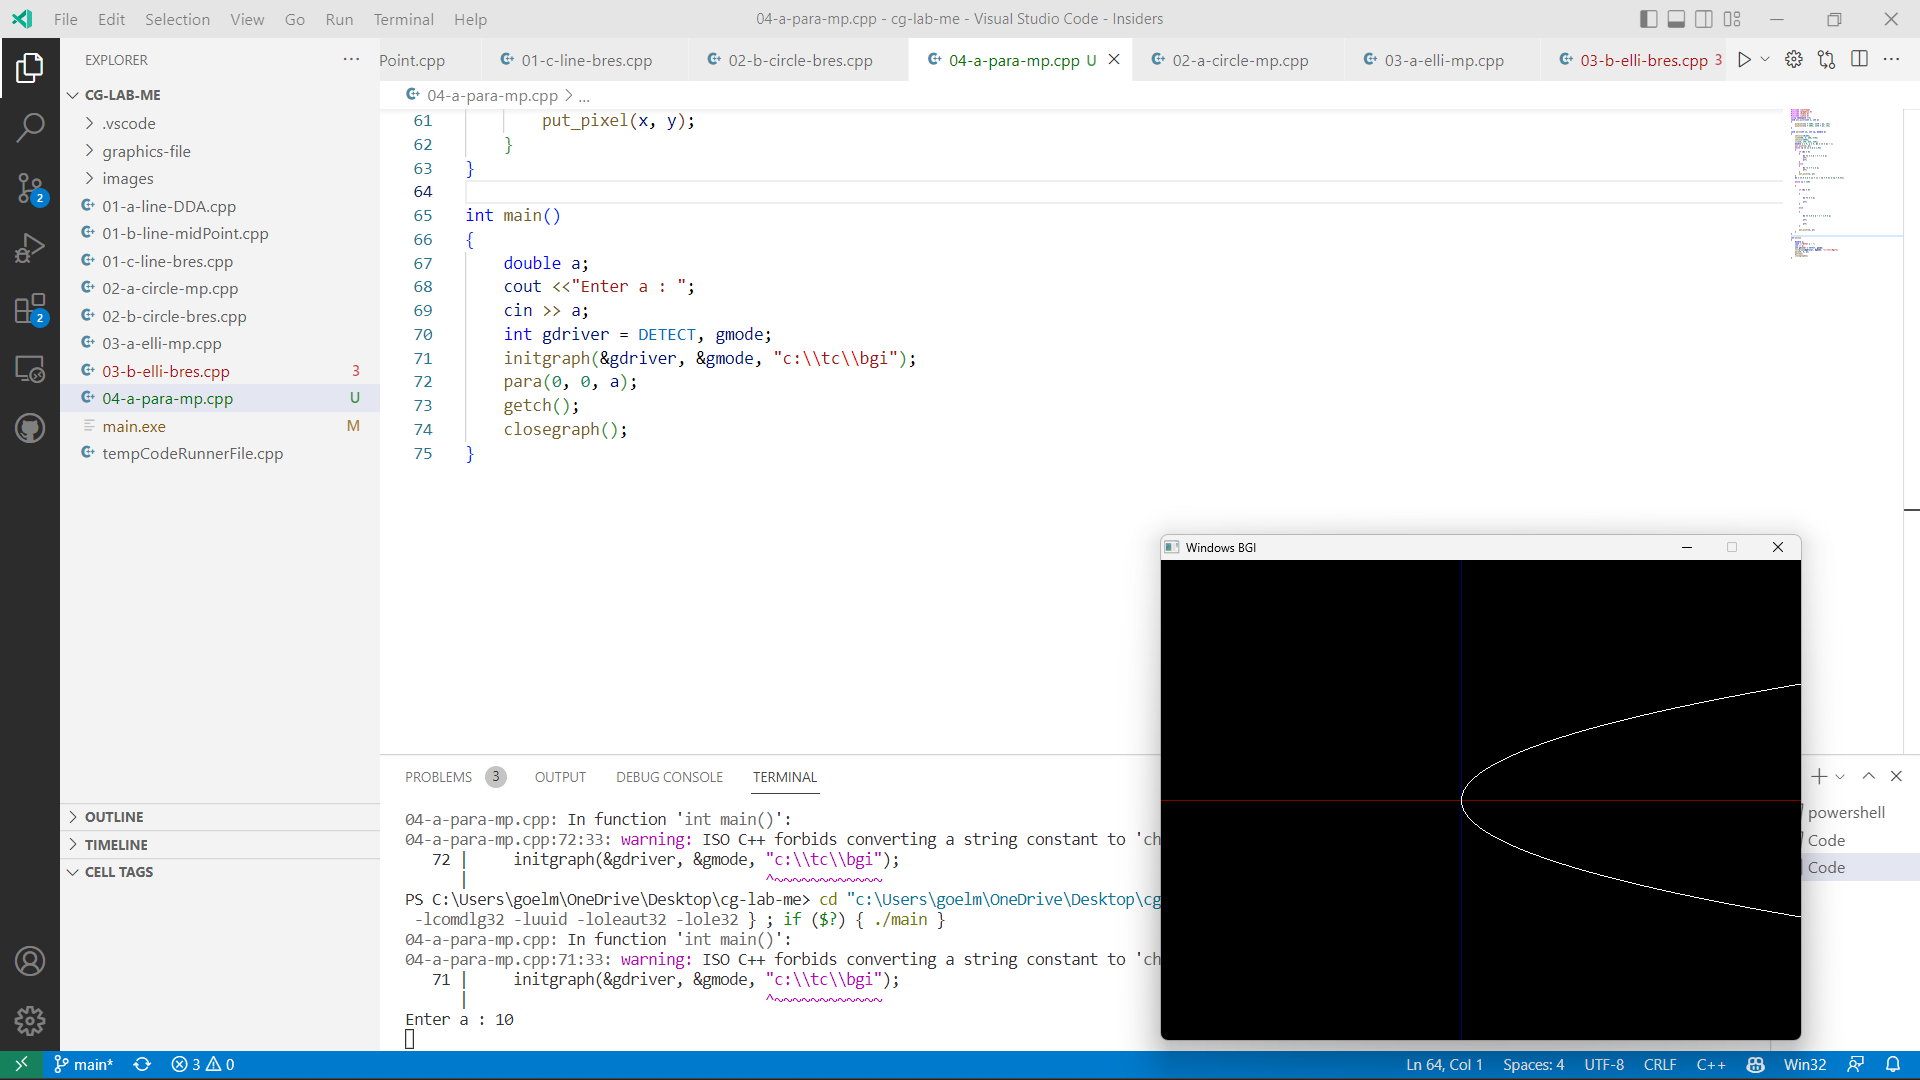 File Edit Selection View Go Run Terminal Help
04-a-para-mp.cpp - cg-lab-me - Visual Studio Code - Insiders
EXPLORER
CG-LAB-ME
.vscode
graphics-file
images
01-a-line-DDA.cpp
01-b-line-midPoint.cpp
01-c-line-bres.cpp
02-a-circle-mp.cpp
02-b-circle-bres.cpp
03-a-elli-mp.cpp
03-b-elli-bres.cpp 3
04-a-para-mp.cpp U
main.exe M
tempCodeRunnerFile.cpp
OUTLINE
TIMELINE
CELL TAGS
2
2
Point.cpp 01-c-line-bres.cpp 02-b-circle-bres.cpp 04-a-para-mp.cpp U 02-a-circle-mp.cpp 03-a-elli-mp.cpp 03-b-elli-bres.cpp 3
04-a-para-mp.cpp > ...
61 put_pixel(x, y);
62 }
63 }
64
65 int main()
66 {
67 double a;
68 cout <<"Enter a : ";
69 cin >> a;
70 int gdriver = DETECT, gmode;
71 initgraph(&gdriver, &gmode, "c:\\tc\\bgi");
72 para(0, 0, a);
73 getch();
74 closegraph();
75 }
Windows BGI
PROBLEMS 3 OUTPUT DEBUG CONSOLE TERMINAL
04-a-para-mp.cpp: In function 'int main()':
04-a-para-mp.cpp:72:33: warning: ISO C++ forbids converting a string constant to 'ch
72 | initgraph(&gdriver, &gmode, "c:\\tc\\bgi");
| ^~~~~~~~~~~~~
PS C:\Users\goelm\OneDrive\Desktop\cg-lab-me> cd "c:\Users\goelm\OneDrive\Desktop\cg
-lcomdlg32 -luuid -loleaut32 -lole32 } ; if ($?) { ./main }
04-a-para-mp.cpp: In function 'int main()':
04-a-para-mp.cpp:71:33: warning: ISO C++ forbids converting a string constant to 'ch
71 | initgraph(&gdriver, &gmode, "c:\\tc\\bgi");
| ^~~~~~~~~~~~~
Enter a : 10
powershell
Code
Code
main* 3 0
Ln 64, Col 1 Spaces: 4 UTF-8 CRLF C++ Win32